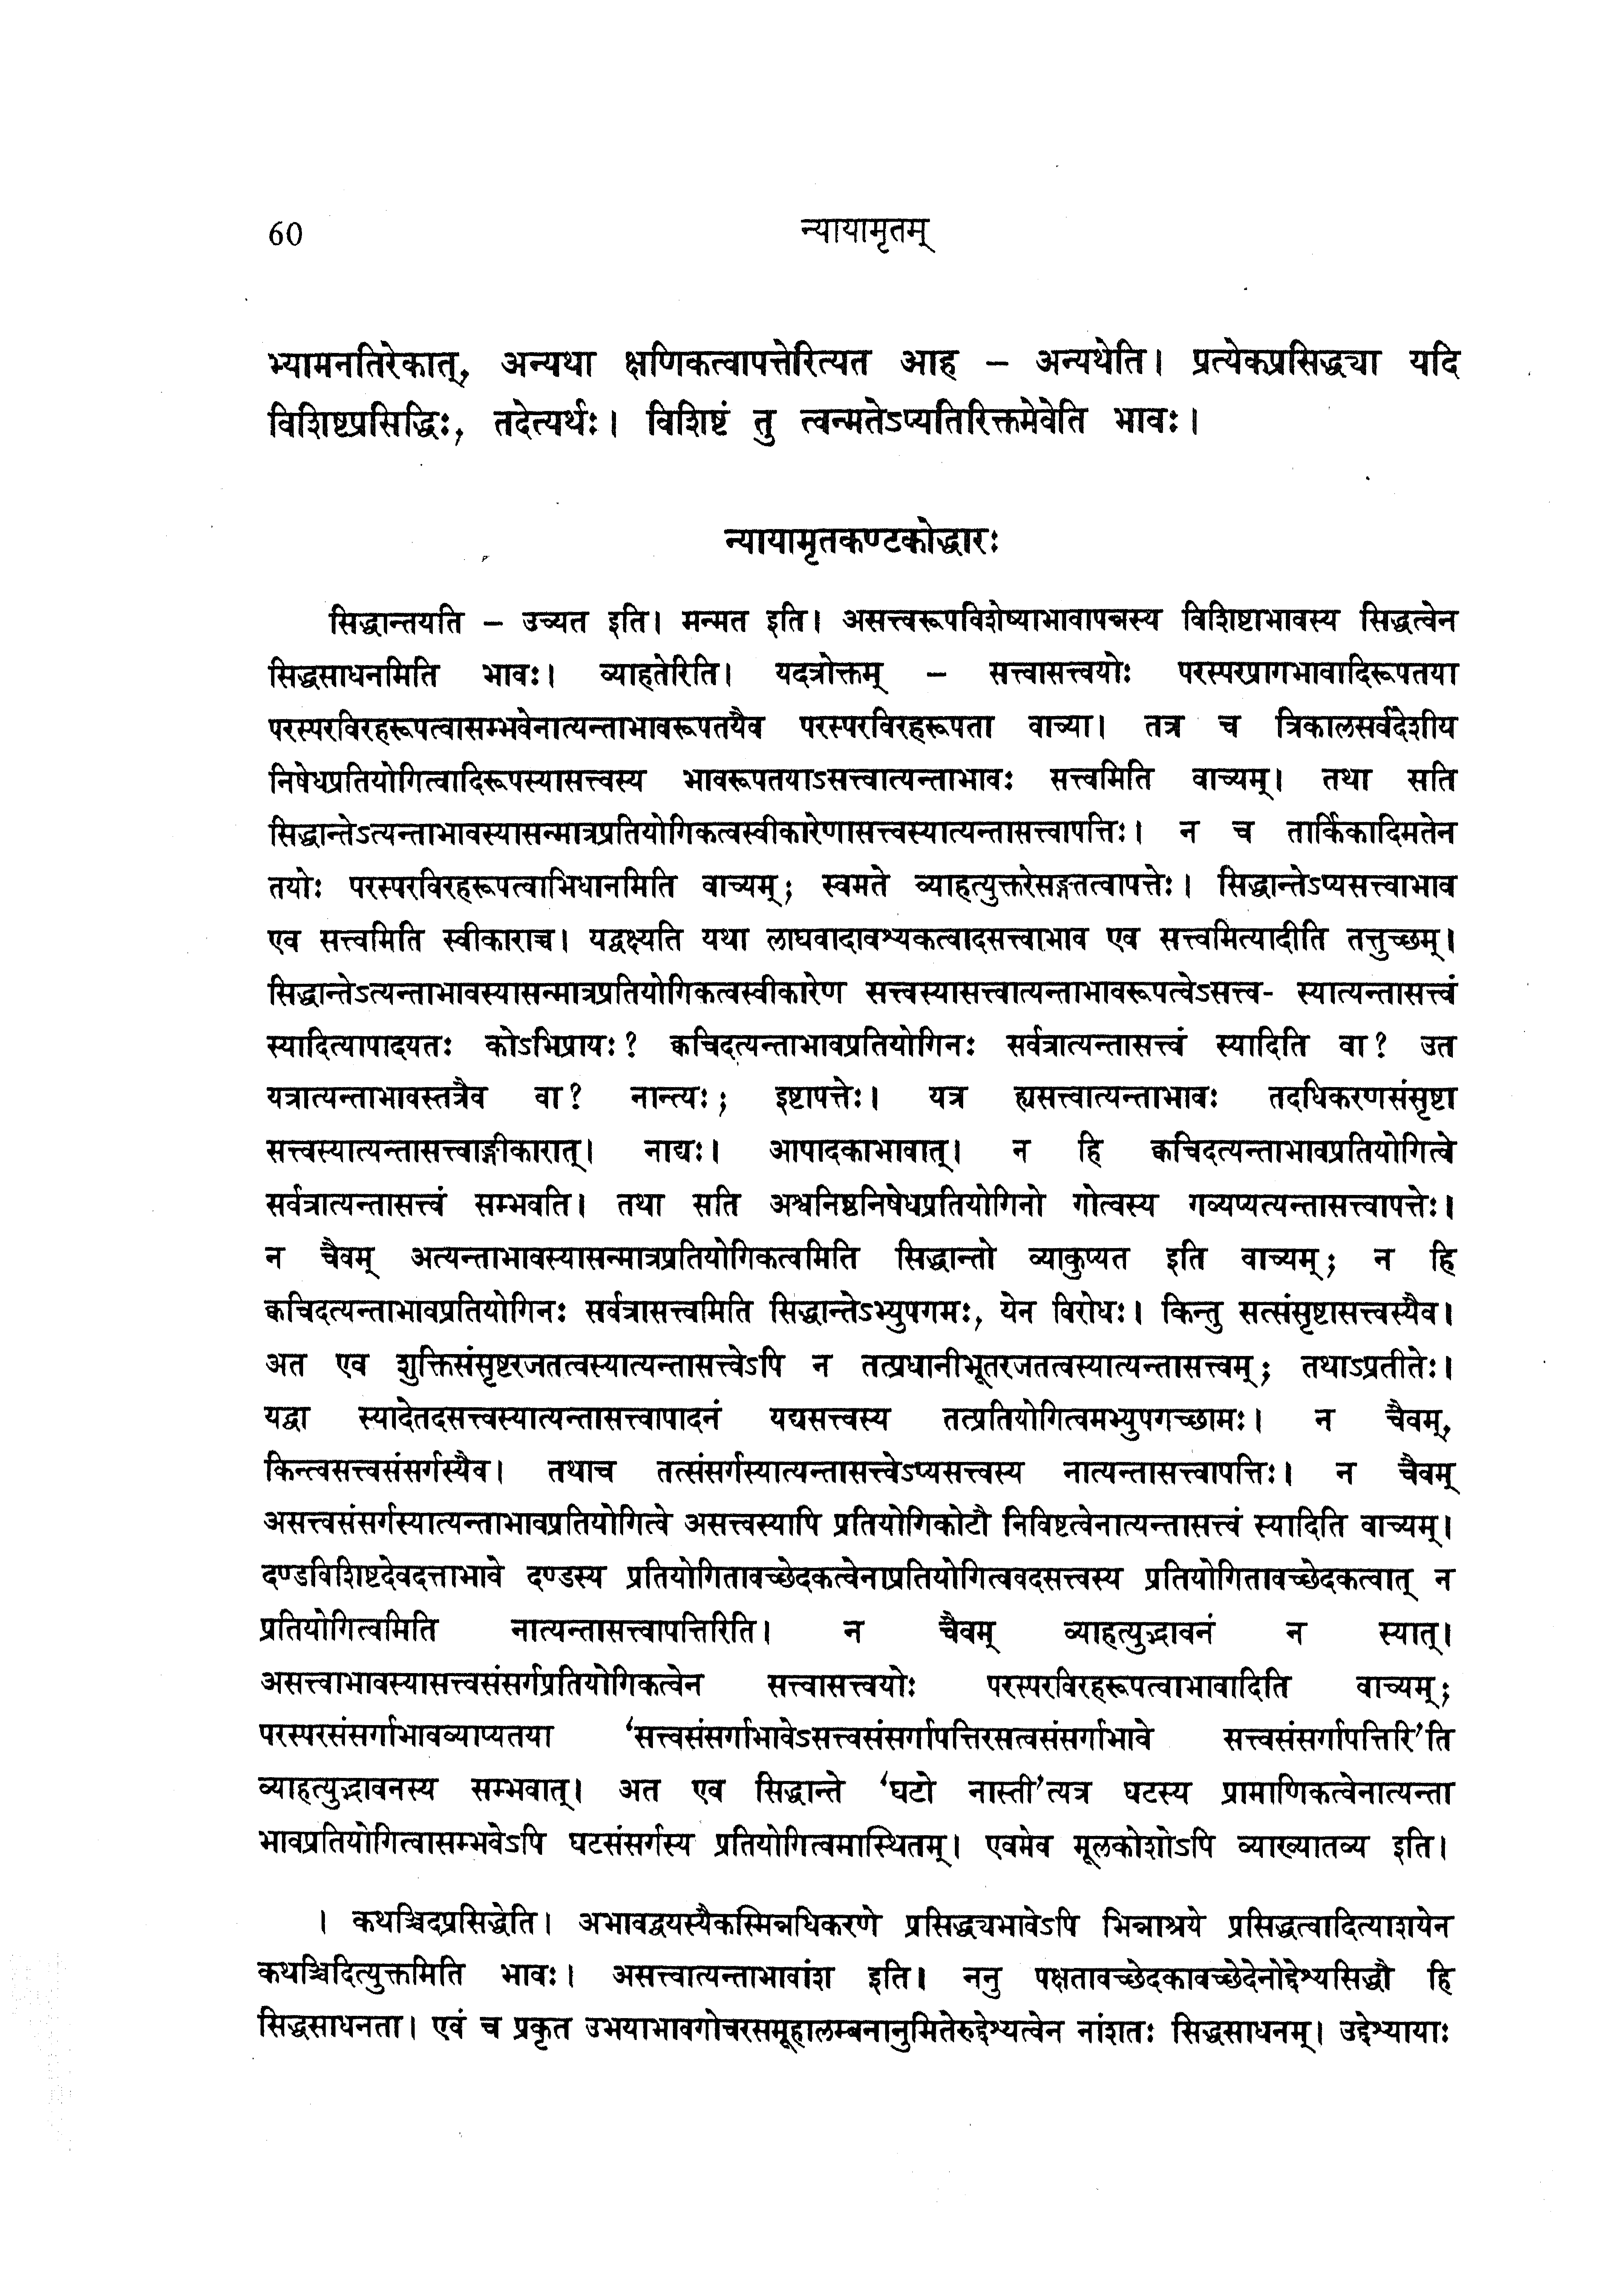 60
न्यायामृतम्
भ्यामनतिरेकात्, अन्यथा क्षणिकत्वापत्तेरित्यत आह – अन्यथेति। प्रत्येकप्रसिद्ध्या यदि
विशिष्टप्रसिद्धिः, तदेत्यर्थः। विशिष्टं तु त्वन्मतेऽप्यतिरिक्तमेवेति भावः।
न्यायामृतकण्टकोद्धारः
सिद्धान्तयति – उच्यत इति। मन्मत इति। असत्त्वरूपविशेष्याभावापन्नस्य विशिष्टाभावस्य सिद्धत्वेन
सिद्धसाधनमिति भावः। व्याहतेरिति। यदत्रोक्तम् – सत्त्वासत्त्वयोः परस्परप्रागभावादिरूपतया
परस्परविरहरूपत्वासम्भवेनात्यन्ताभावरूपतयैव परस्परविरहरूपता वाच्या। तत्र च त्रिकालसर्वदेशीय
निषेधप्रतियोगित्वादिरूपस्यासत्त्वस्य भावरूपतयाऽसत्त्वात्यन्ताभावः सत्त्वमिति वाच्यम्। तथा सति
सिद्धान्तेऽत्यन्ताभावस्यासन्मात्रप्रतियोगिकत्वस्वीकारेणासत्त्वस्यात्यन्तासत्त्वापत्तिः। न च तार्किकादिमतेन
तयोः परस्परविरहरूपत्वाभिधानमिति वाच्यम्; स्वमते व्याहत्युक्तरेसङ्गतत्वापत्तेः। सिद्धान्तेऽप्यसत्त्वाभाव
एव सत्त्वमिति स्वीकाराच्च। यद्वक्ष्यति यथा लाघवादावश्यकत्वादसत्त्वाभाव एव सत्त्वमित्यादीति तत्तुच्छम्।
सिद्धान्तेऽत्यन्ताभावस्यासन्मात्रप्रतियोगिकत्वस्वीकारेण सत्त्वस्यासत्त्वात्यन्ताभावरूपत्वेऽसत्त्व- स्यात्यन्तासत्त्वं
स्यादित्यापादयतः कोऽभिप्रायः? क्वचिदत्यन्ताभावप्रतियोगिनः सर्वत्रात्यन्तासत्त्वं स्यादिति वा? उत
यत्रात्यन्ताभावस्तत्रैव वा? नान्त्यः; इष्टापत्तेः। यत्र ह्यसत्त्वात्यन्ताभावः तदधिकरणसंसृष्टा
सत्त्वस्यात्यन्तासत्त्वाङ्गीकारात्। नाद्यः। आपादकाभावात्। न हि क्वचिदत्यन्ताभावप्रतियोगित्वे
सर्वत्रात्यन्तासत्त्वं सम्भवति। तथा सति अश्वनिष्ठनिषेधप्रतियोगिनो गोत्वस्य गव्यप्यत्यन्तासत्त्वापत्तेः।
न चैवम् अत्यन्ताभावस्यासन्मात्रप्रतियोगिकत्वमिति सिद्धान्तो व्याकुप्यत इति वाच्यम्; न हि
क्वचिदत्यन्ताभावप्रतियोगिनः सर्वत्रासत्त्वमिति सिद्धान्तेऽभ्युपगमः, येन विरोधः। किन्तु सत्संसृष्टासत्त्वस्यैव।
अत एव शुक्तिसंसृष्टरजतत्वस्यात्यन्तासत्त्वेऽपि न तत्प्रधानीभूतरजतत्वस्यात्यन्तासत्त्वम्; तथाऽप्रतीतेः।
यद्वा स्यादेतदसत्त्वस्यात्यन्तासत्त्वापादनं यद्यसत्त्वस्य तत्प्रतियोगित्वमभ्युपगच्छामः। न चैवम्,
किन्त्वसत्त्वसंसर्गस्यैव। तथाच तत्संसर्गस्यात्यन्तासत्त्वेऽप्यसत्त्वस्य नात्यन्तासत्त्वापत्तिः। न चैवम्
असत्त्वसंसर्गस्यात्यन्ताभावप्रतियोगित्वे असत्त्वस्यापि प्रतियोगिकोटौ निविष्टत्वेनात्यन्तासत्त्वं स्यादिति वाच्यम्।
दण्डविशिष्टदेवदत्ताभावे दण्डस्य प्रतियोगितावच्छेदकत्वेनाप्रतियोगित्ववदसत्त्वस्य प्रतियोगितावच्छेदकत्वात् न
प्रतियोगित्वमिति नात्यन्तासत्त्वापत्तिरिति। न चैवम् व्याहत्युद्भावनं न स्यात्।
असत्त्वाभावस्यासत्त्वसंसर्गप्रतियोगिकत्वेन सत्त्वासत्त्वयोः परस्परविरहरूपत्वाभावादिति वाच्यम्;
परस्परसंसर्गाभावव्याप्यतया ‘सत्त्वसंसर्गाभावेऽसत्त्वसंसर्गापत्तिरसत्वसंसर्गाभावे सत्त्वसंसर्गापत्तिरि’ति
व्याहत्युद्भावनस्य सम्भवात्। अत एव सिद्धान्ते ‘घटो नास्ती’त्यत्र घटस्य प्रामाणिकत्वेनात्यन्ता
भावप्रतियोगित्वासम्भवेऽपि घटसंसर्गस्य प्रतियोगित्वमास्थितम्। एवमेव मूलकोशोऽपि व्याख्यातव्य इति।
। कथञ्चिदप्रसिद्धेति। अभावद्वयस्यैकस्मिन्नधिकरणे प्रसिद्ध्यभावेऽपि भिन्नाश्रये प्रसिद्धत्वादित्याशयेन
कथञ्चिदित्युक्तमिति भावः। असत्त्वात्यन्ताभावांश इति। ननु पक्षतावच्छेदकावच्छेदेनोद्देश्यसिद्धौ हि
सिद्धसाधनता। एवं च प्रकृत उभयाभावगोचरसमूहालम्बनानुमितेरुद्देश्यत्वेन नांशतः सिद्धसाधनम्। उद्देश्यायाः